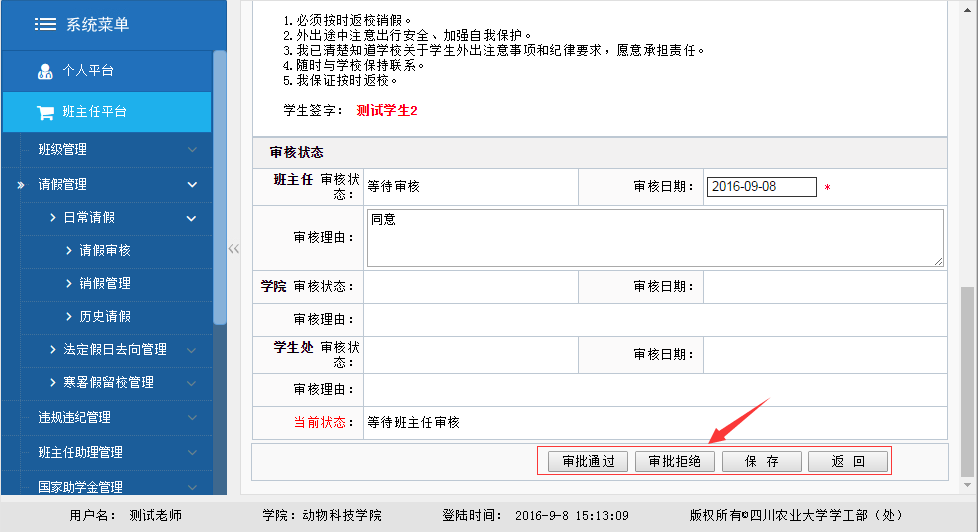 系统菜单
个人平台
班主任平台
班级管理
请假管理
日常请假
请假审核
销假管理
历史请假
法定假日去向管理
寒暑假留校管理
违规违纪管理
班主任助理管理
国家助学金管理
1.必须按时返校销假。
2.外出途中注意出行安全、加强自我保护。
3.我已清楚知道学校关于学生外出注意事项和纪律要求，愿意承担责任。
4.随时与学校保持联系。
5.我保证按时返校。
学生签字： 测试学生2
审核状态
班主任 审核状态： 等待审核 审核日期： 2016-09-08 *
审核理由： 同意
学院 审核状态： 审核日期：
审核理由：
学生处 审核状态： 审核日期：
审核理由：
当前状态： 等待班主任审核
审批通过 审批拒绝 保 存 返 回
用户名： 测试老师 学院：动物科技学院 登陆时间： 2016-9-8 15:13:09 版权所有©四川农业大学学工部（处）